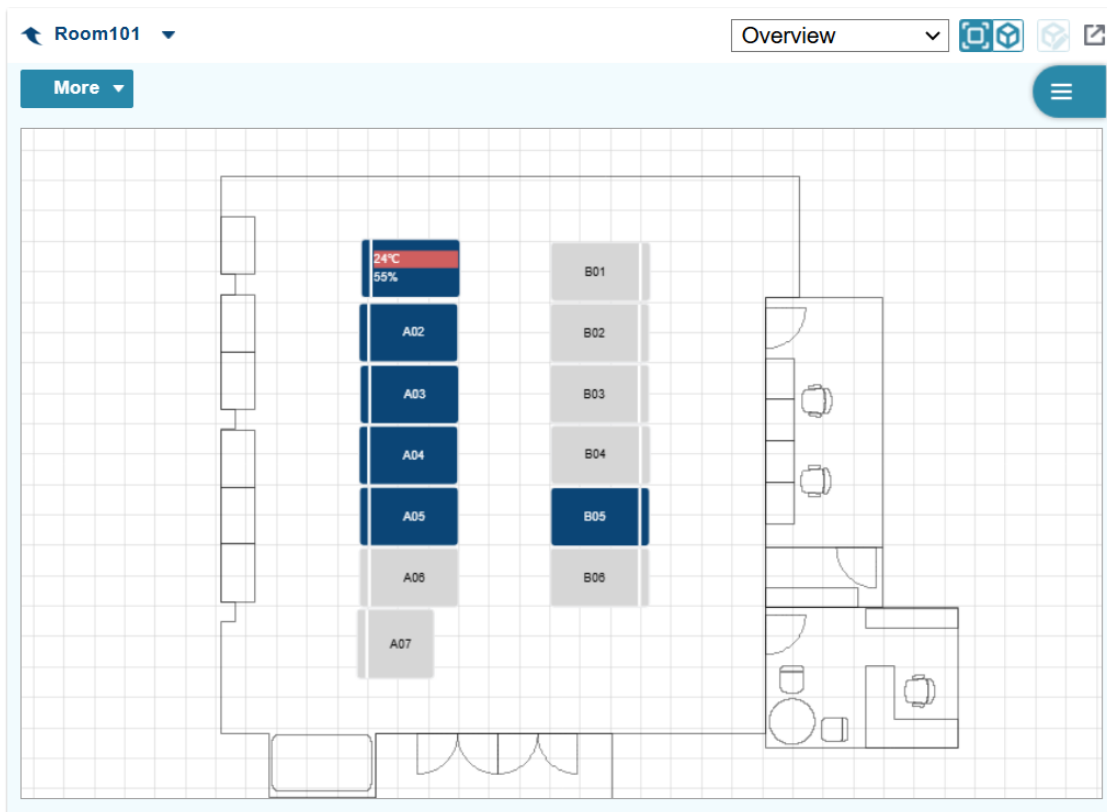 Room101
Overview
More
24℃
55%
B01
A02
B02
A03
B03
A04
B04
A05
B05
A06
B06
A07